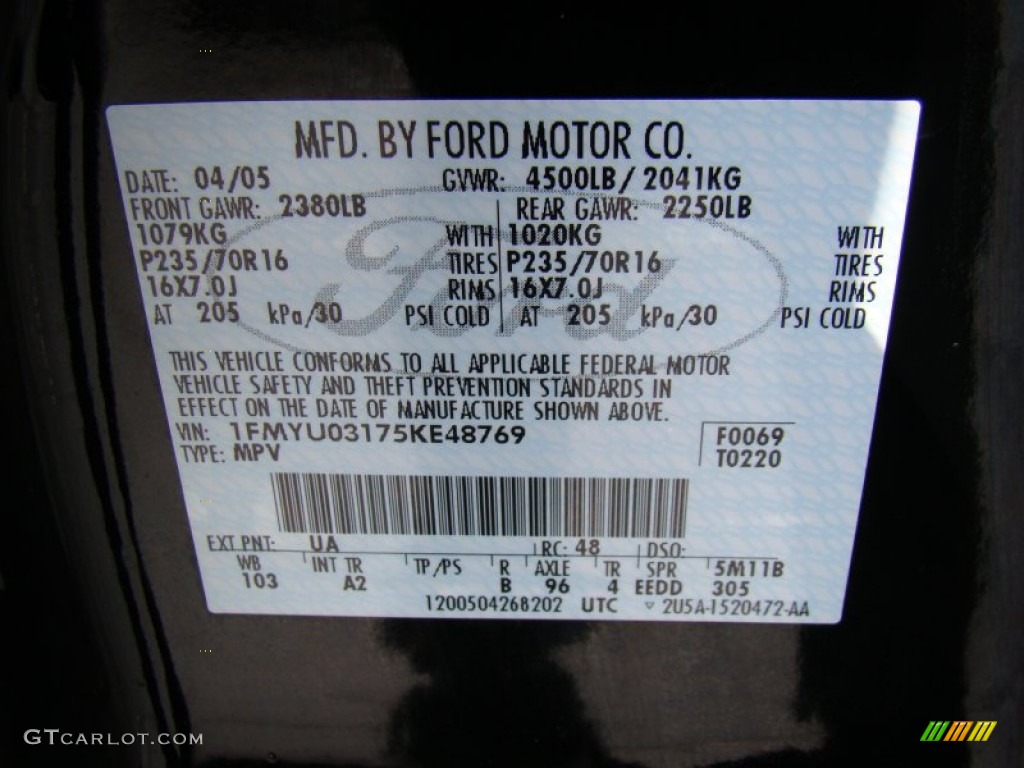 MFD. BY FORD MOTOR CO.
DATE: 04/05 GVWR: 4500LB/2041KG
FRONT GAWR: 2380LB REAR GAWR: 2250LB
1079KG WITH 1020KG WITH
P235/70R16 TIRES P235/70R16 TIRES
16X7.0J RIMS 16X7.0J RIMS
AT 205 kPa/30 PSI COLD AT 205 kPa/30 PSI COLD
Ford
THIS VEHICLE CONFORMS TO ALL APPLICABLE FEDERAL MOTOR
VEHICLE SAFETY AND THEFT PREVENTION STANDARDS IN
EFFECT ON THE DATE OF MANUFACTURE SHOWN ABOVE.
VIN: 1FMYU03175KE48769 F0069
TYPE: MPV T0220
EXT PNT: UA RC: 48 DSO:
WB INT TR TP/PS R AXLE TR SPR 5M11B
103 A2 B 96 4 EEDD 305
1200504268202 UTC ▽ 2U5A-1520472-AA
GTCARLOT.COM